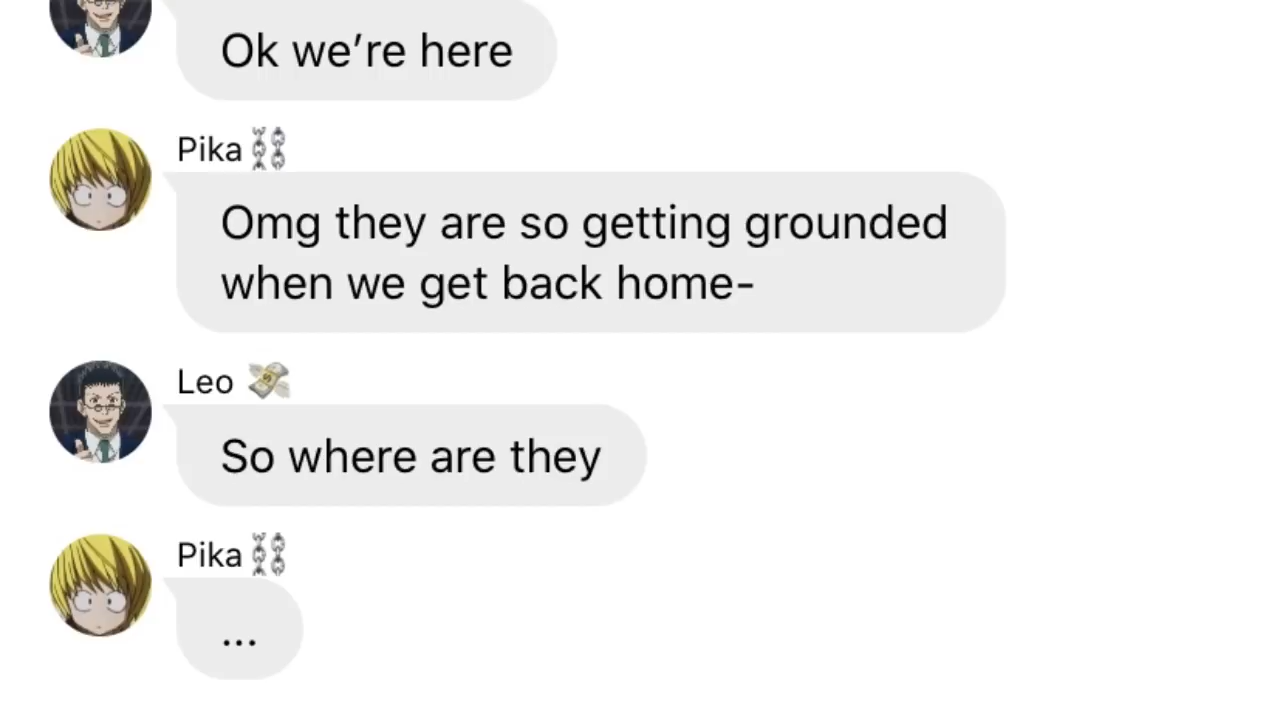 Ok we’re here
Pika ⛓
Omg they are so getting grounded
when we get back home-
Leo 💸
So where are they
Pika ⛓
...